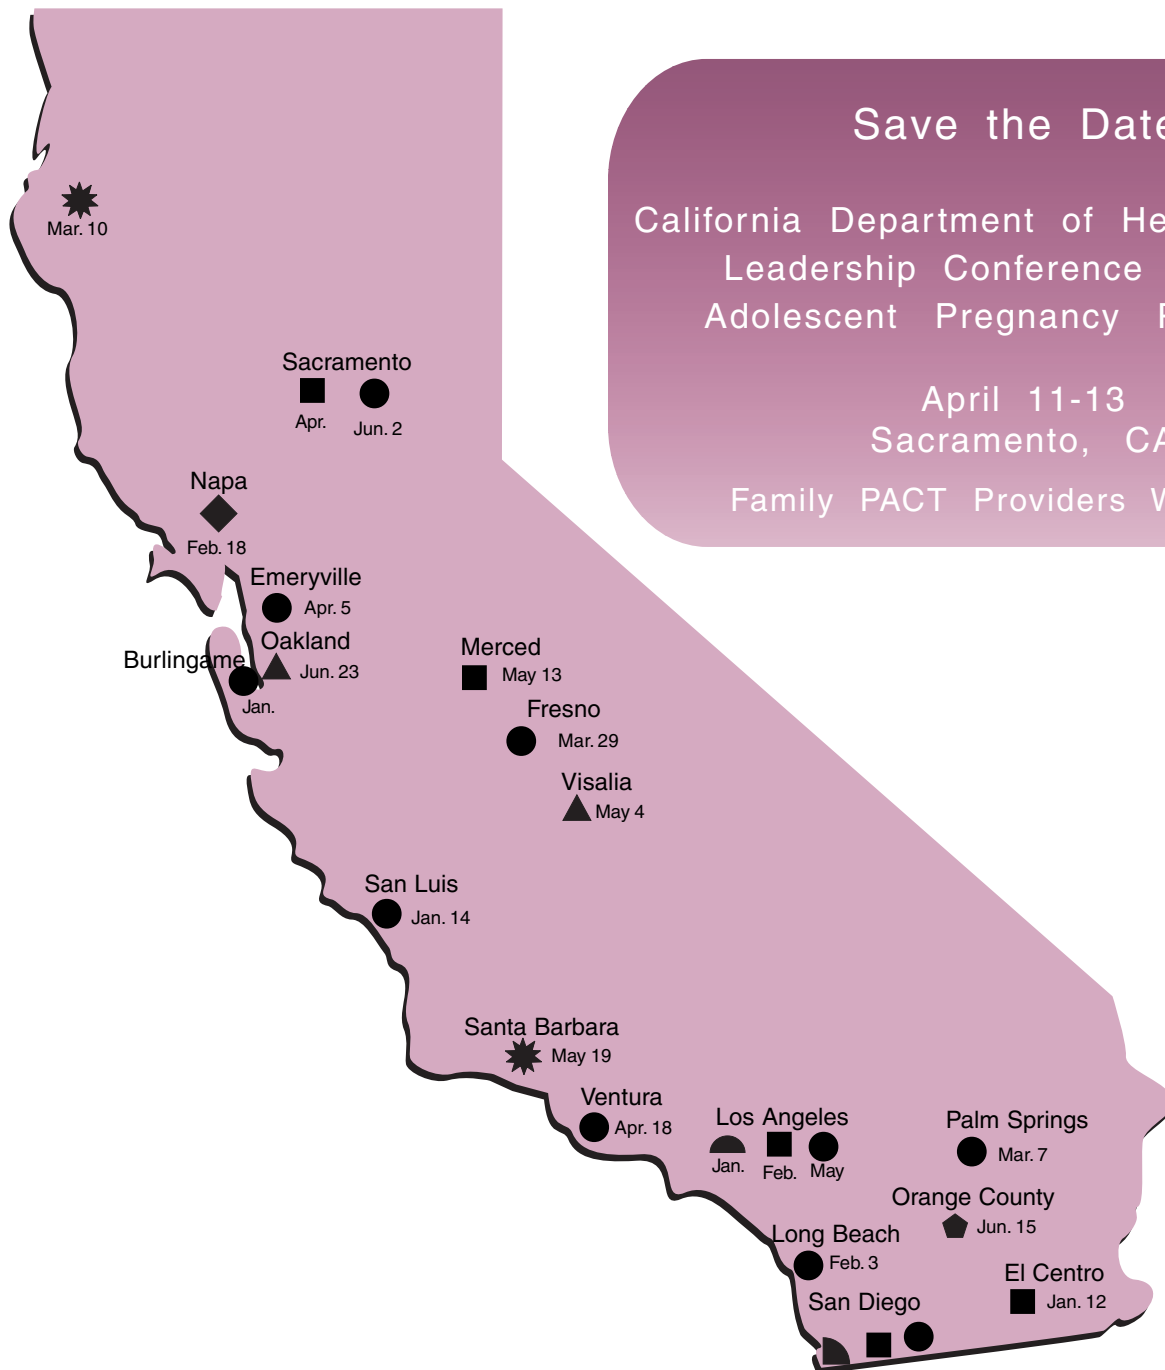 Save the Date
California Department of He
Leadership Conference
Adolescent Pregnancy
April 11-13
Sacramento, CA
Family PACT Providers
Mar. 10
Sacramento
Apr.
Jun. 2
Napa
Feb. 18
Emeryville
Apr. 5
Oakland
Jun. 23
Burlingame
Jan.
Merced
May 13
Fresno
Mar. 29
Visalia
May 4
San Luis
Jan. 14
Santa Barbara
May 19
Ventura
Apr. 18
Los Angeles
Jan.
Feb.
May
Palm Springs
Mar. 7
Orange County
Jun. 15
Long Beach
Feb. 3
El Centro
Jan. 12
San Diego